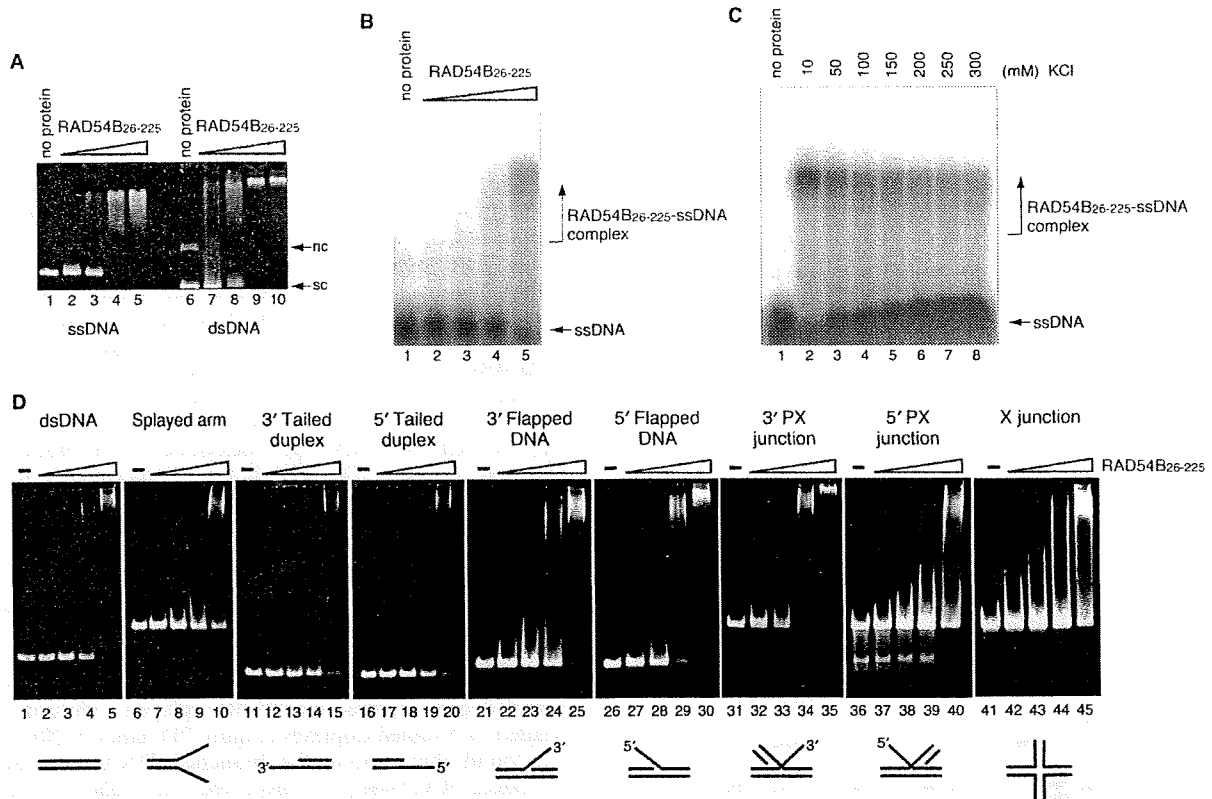 A
no protein
RAD54B26-225
no protein
RAD54B26-225
nc
sc
1 2 3 4 5 6 7 8 9 10
ssDNA dsDNA
B
no protein
RAD54B26-225
RAD54B26-225-ssDNA
complex
ssDNA
1 2 3 4 5
C
no protein
10 50 100 150 200 250 300 (mM) KCl
RAD54B26-225-ssDNA
complex
ssDNA
1 2 3 4 5 6 7 8
D
dsDNA
Splayed arm
3′ Tailed
duplex
5′ Tailed
duplex
3′ Flapped
DNA
5′ Flapped
DNA
3′ PX
junction
5′ PX
junction
X junction
– – – – – – – – – RAD54B26-225
1 2 3 4 5 6 7 8 9 10 11 12 13 14 15 16 17 18 19 20 21 22 23 24 25 26 27 28 29 30 31 32 33 34 35 36 37 38 39 40 41 42 43 44 45
3′ 5′ 3′ 5′ 3′ 5′